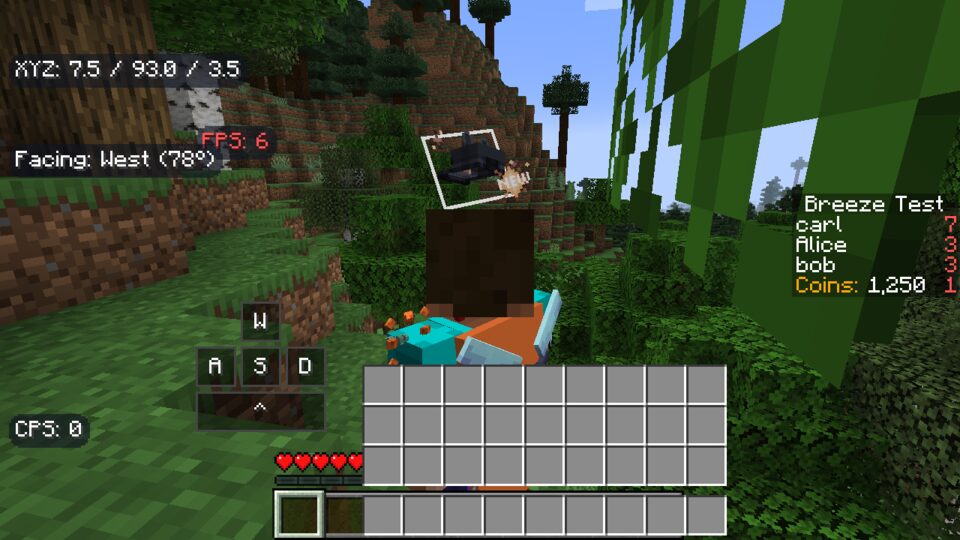 XYZ: 7.5 / 93.0 / 3.5
FPS: 6
Facing: West (78°)
Breeze Test
carl 7
Alice 3
bob 3
Coins: 1,250 1
W
A S D
^
CPS: 0